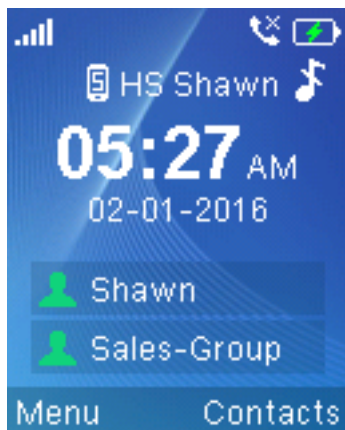 HS Shawn
05:27 AM
02-01-2016
Shawn
Sales-Group
Menu Contacts